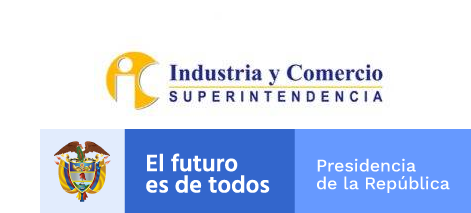 Industria y Comercio
SUPERINTENDENCIA
El futuro
es de todos
Presidencia
de la República